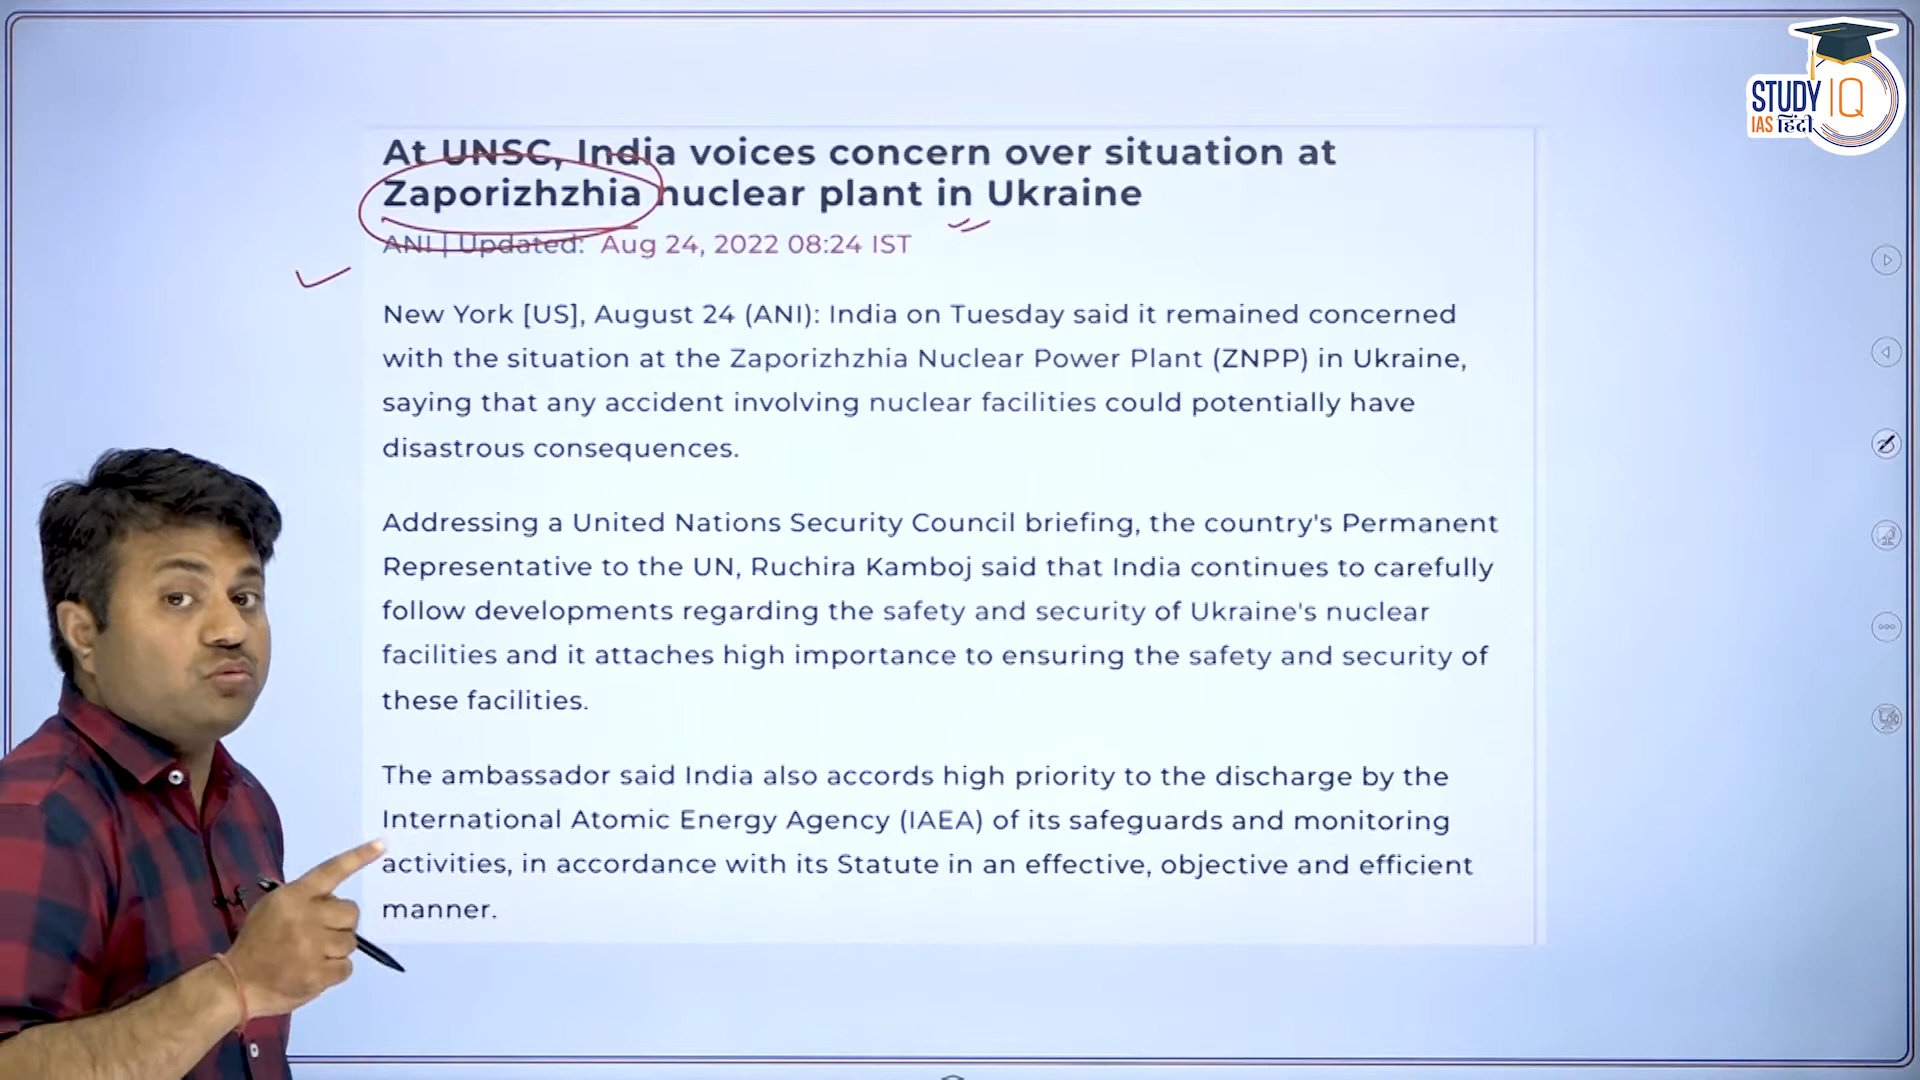 STUDY IQ
IAS हिंदी
At UNSC, India voices concern over situation at
Zaporizhzhia nuclear plant in Ukraine
ANI | Updated: Aug 24, 2022 08:24 IST
New York [US], August 24 (ANI): India on Tuesday said it remained concerned
with the situation at the Zaporizhzhia Nuclear Power Plant (ZNPP) in Ukraine,
saying that any accident involving nuclear facilities could potentially have
disastrous consequences.
Addressing a United Nations Security Council briefing, the country's Permanent
Representative to the UN, Ruchira Kamboj said that India continues to carefully
follow developments regarding the safety and security of Ukraine's nuclear
facilities and it attaches high importance to ensuring the safety and security of
these facilities.
The ambassador said India also accords high priority to the discharge by the
International Atomic Energy Agency (IAEA) of its safeguards and monitoring
activities, in accordance with its Statute in an effective, objective and efficient
manner.